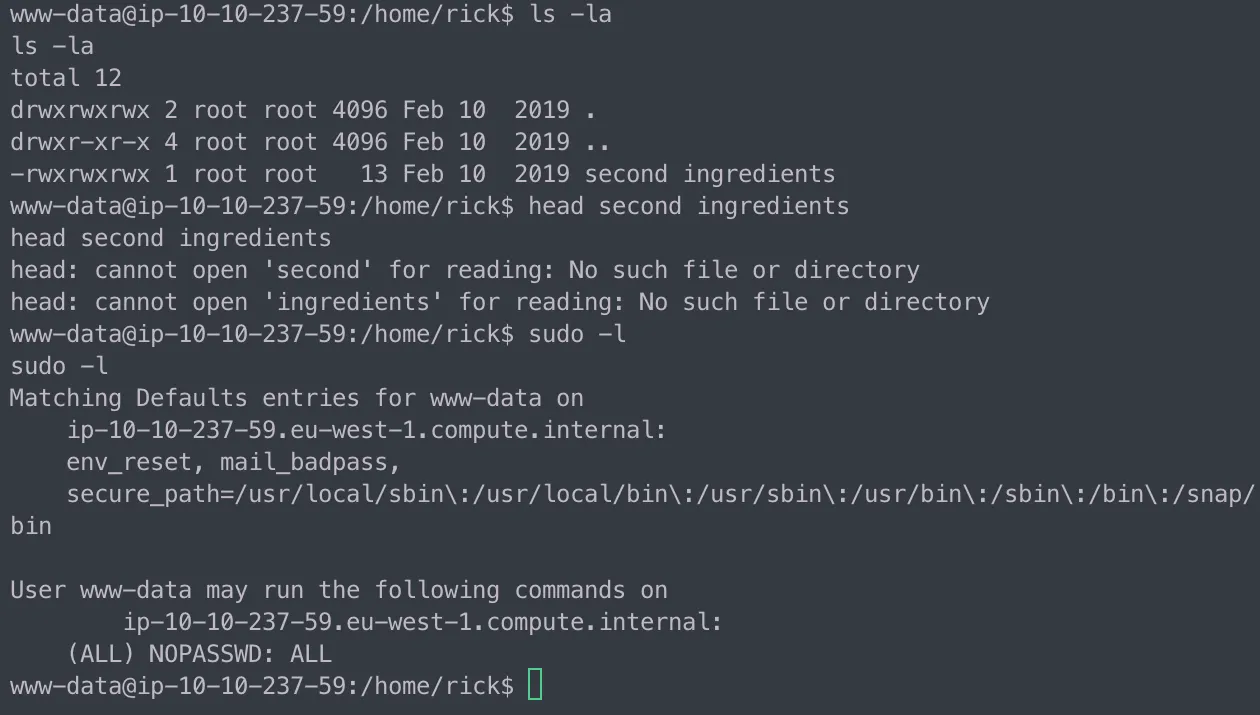 www-data@ip-10-10-237-59:/home/rick$ ls -la
ls -la
total 12
drwxrwxrwx 2 root root 4096 Feb 10  2019 .
drwxr-xr-x 4 root root 4096 Feb 10  2019 ..
-rwxrwxrwx 1 root root   13 Feb 10  2019 second ingredients
www-data@ip-10-10-237-59:/home/rick$ head second ingredients
head second ingredients
head: cannot open 'second' for reading: No such file or directory
head: cannot open 'ingredients' for reading: No such file or directory
www-data@ip-10-10-237-59:/home/rick$ sudo -l
sudo -l
Matching Defaults entries for www-data on
    ip-10-10-237-59.eu-west-1.compute.internal:
    env_reset, mail_badpass,
    secure_path=/usr/local/sbin\:/usr/local/bin\:/usr/sbin\:/usr/bin\:/sbin\:/bin\:/snap/
bin

User www-data may run the following commands on
        ip-10-10-237-59.eu-west-1.compute.internal:
    (ALL) NOPASSWD: ALL
www-data@ip-10-10-237-59:/home/rick$